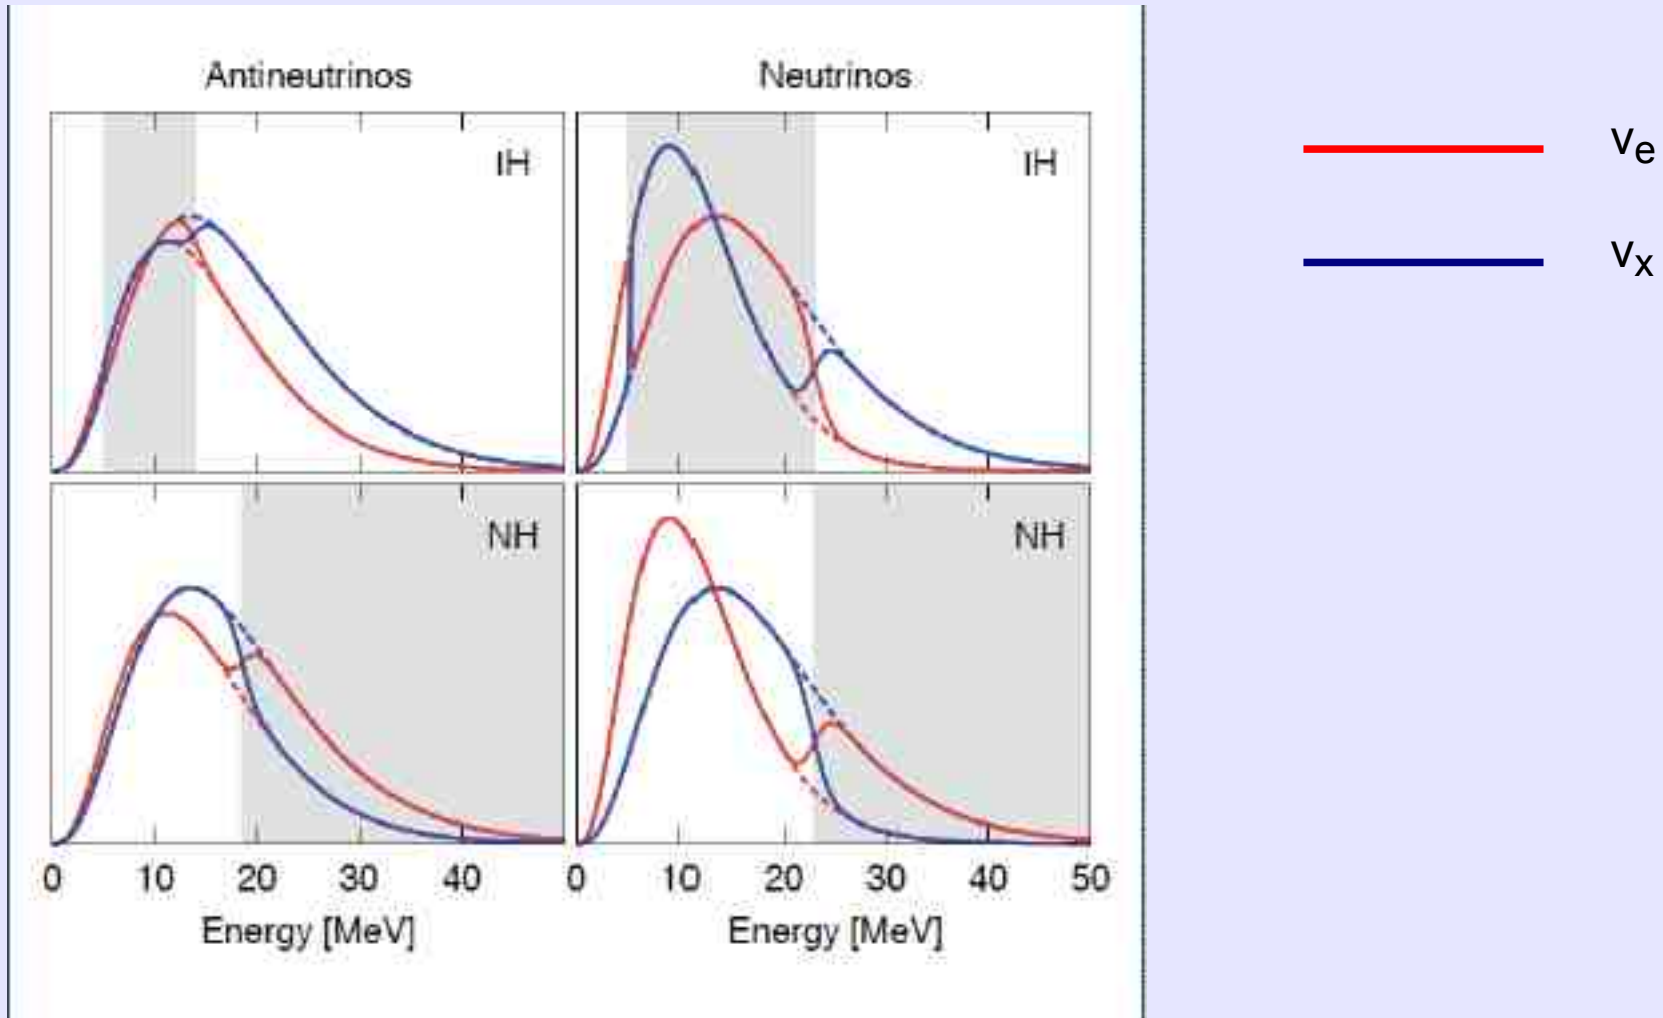 Antineutrinos
Neutrinos
IH
IH
NH
NH
0 10 20 30 40
0 10 20 30 40 50
Energy [MeV]
Energy [MeV]
νe
νx